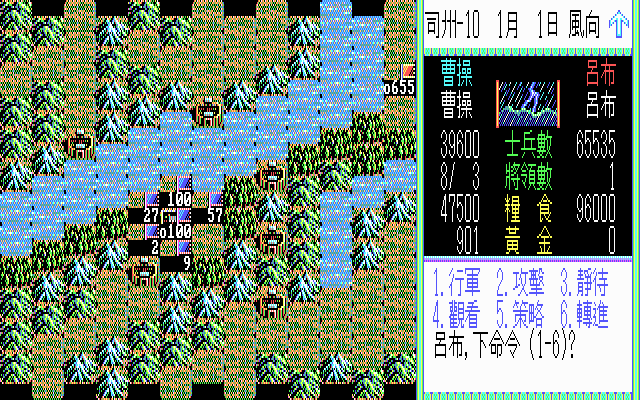 司州-10 1月 1日 風向
曹操 呂布
曹操 呂布
39600 士兵數 65535
8/ 3 將領數 1
47500 糧食 96000
901 黃金 0
1.行軍 2.攻擊 3.靜待
4.觀看 5.策略 6.轉進
呂布,下命令 (1-6)?
o655
100
27 57
o100
2
9